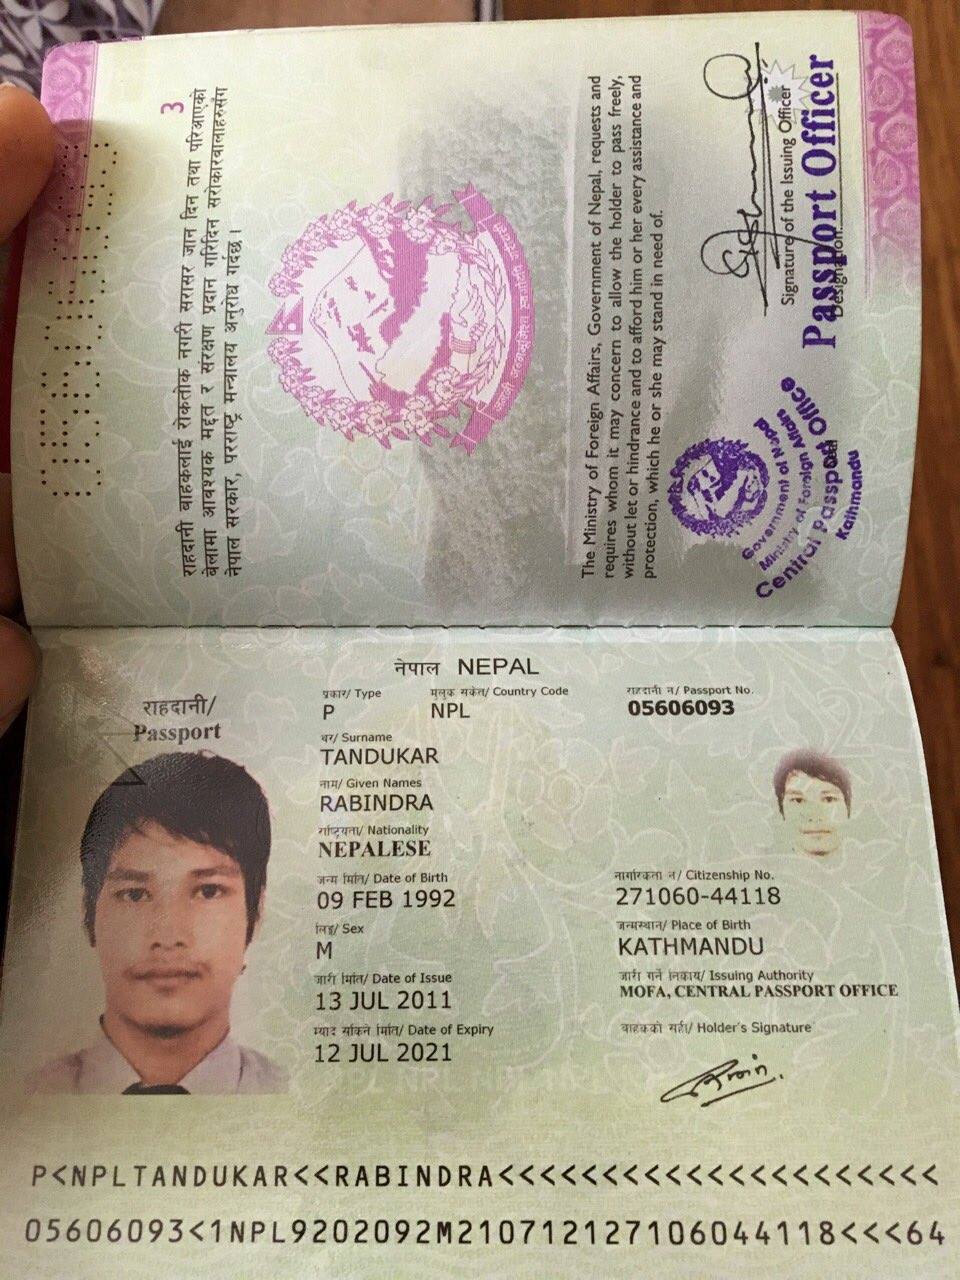 3
राहदानी बाहकलाई रोकतोक नगरी सरासर जान दिन तथा परिआएको
बेलामा आवश्यक मद्दत र संरक्षण प्रदान गरिदिन सरोकारवालाहरुसँग
नेपाल सरकार, परराष्ट्र मन्त्रालय अनुरोध गर्दछ ।
The Ministry of Foreign Affairs, Government of Nepal, requests and
requires whom it may concern to allow the holder to pass freely,
without let or hindrance and to afford him or her every assistance and
protection, which he or she may stand in need of.
Signature of the Issuing Officer
Passport Officer
Designation
Government of Nepal
Ministry of Foreign Affairs
Central Passport Office
Kathmandu
नेपाल NEPAL
राहदानी/
Passport
प्रकार/ Type
P
मुलुक संकेत/ Country Code
NPL
राहदानी नं/ Passport No.
05606093
थर/ Surname
TANDUKAR
नाम/ Given Names
RABINDRA
राष्ट्रियता/ Nationality
NEPALESE
जन्म मिति/ Date of Birth
09 FEB 1992
नागरिकता नं/ Citizenship No.
271060-44118
लिङ्ग/ Sex
M
जन्मस्थान/ Place of Birth
KATHMANDU
जारी मिति/ Date of Issue
13 JUL 2011
जारी गर्ने निकाय/ Issuing Authority
MOFA, CENTRAL PASSPORT OFFICE
म्याद सकिने मिति/ Date of Expiry
12 JUL 2021
बाहकको सही/ Holder's Signature
P<NPLTANDUKAR<<RABINDRA<<<<<<<<<<<<<<<<<<<<<
05606093<1NPL9202092M21071212710604​4118<<<64